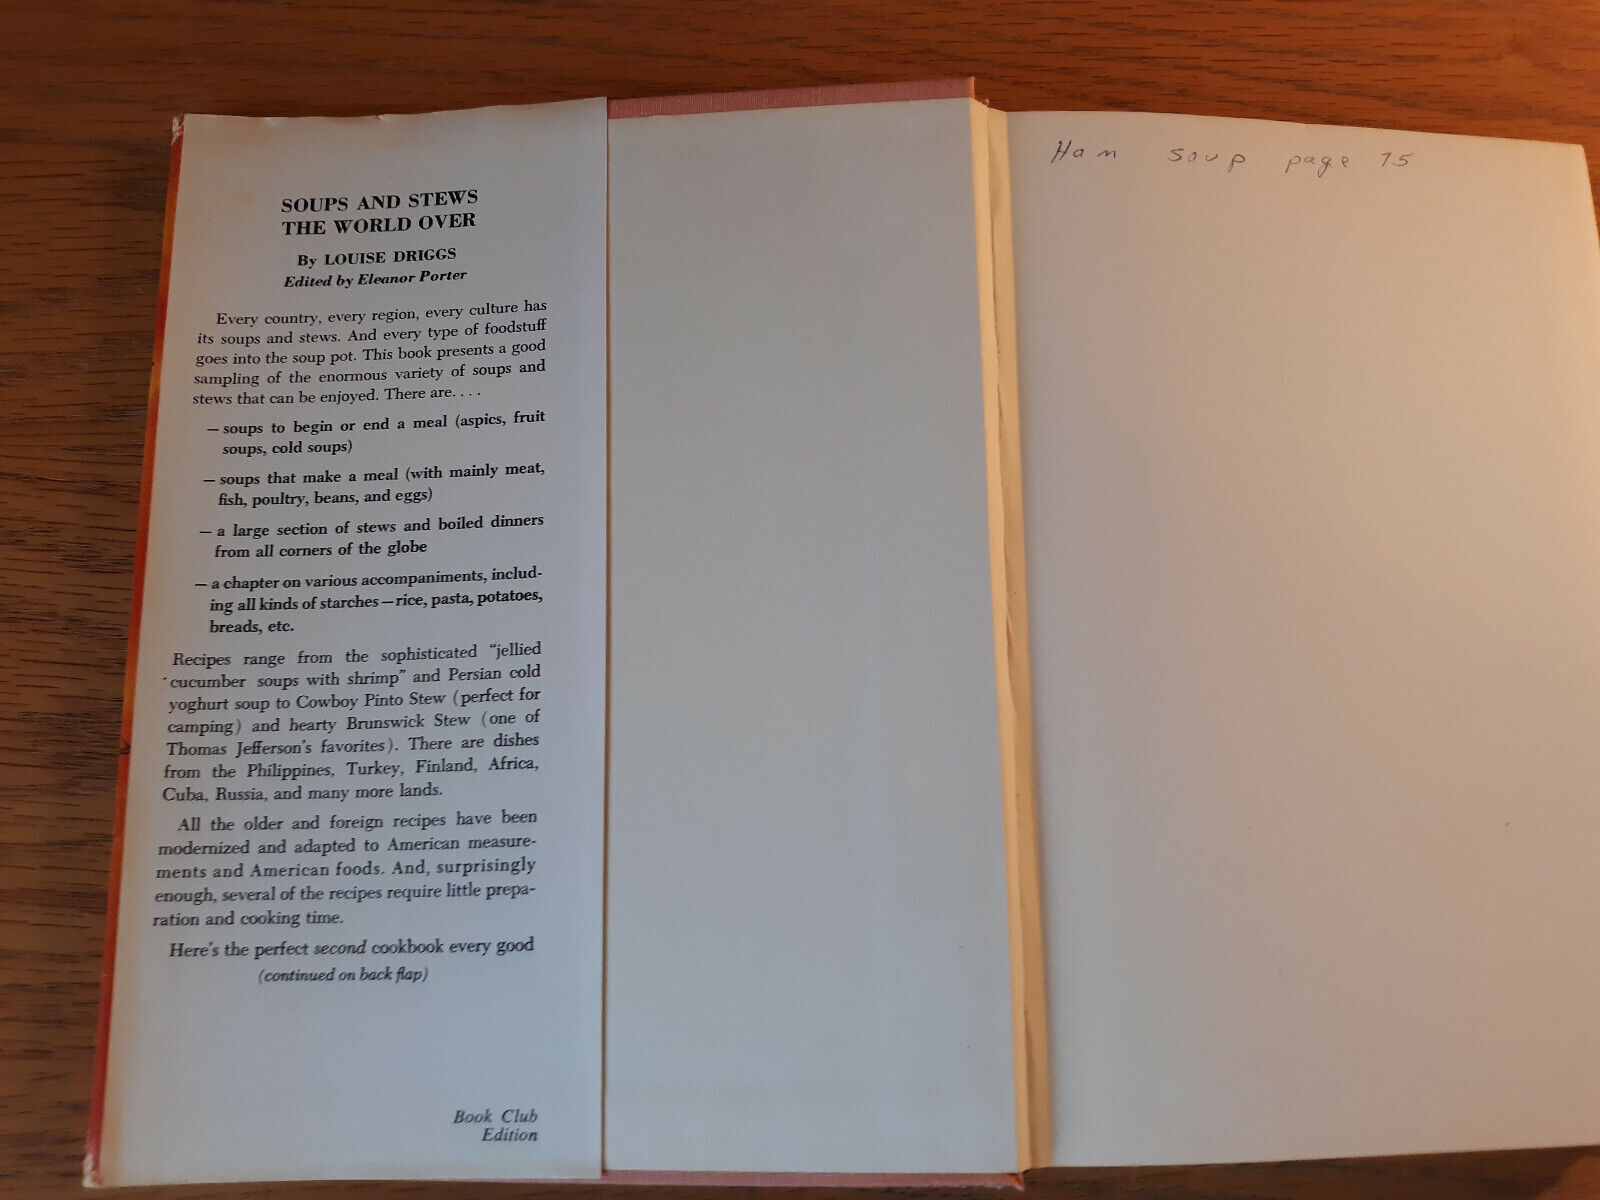 SOUPS AND STEWS
THE WORLD OVER
By LOUISE DRIGGS
Edited by Eleanor Porter
Every country, every region, every culture has
its soups and stews. And every type of foodstuff
goes into the soup pot. This book presents a good
sampling of the enormous variety of soups and
stews that can be enjoyed. There are. . . .
— soups to begin or end a meal (aspics, fruit
soups, cold soups)
— soups that make a meal (with mainly meat,
fish, poultry, beans, and eggs)
— a large section of stews and boiled dinners
from all corners of the globe
— a chapter on various accompaniments, includ-
ing all kinds of starches—rice, pasta, potatoes,
breads, etc.
Recipes range from the sophisticated "jellied
cucumber soups with shrimp" and Persian cold
yoghurt soup to Cowboy Pinto Stew (perfect for
camping) and hearty Brunswick Stew (one of
Thomas Jefferson's favorites). There are dishes
from the Philippines, Turkey, Finland, Africa,
Cuba, Russia, and many more lands.
All the older and foreign recipes have been
modernized and adapted to American measure-
ments and American foods. And, surprisingly
enough, several of the recipes require little prepa-
ration and cooking time.
Here's the perfect second cookbook every good
(continued on back flap)
Book Club
Edition
Ham soup page 75